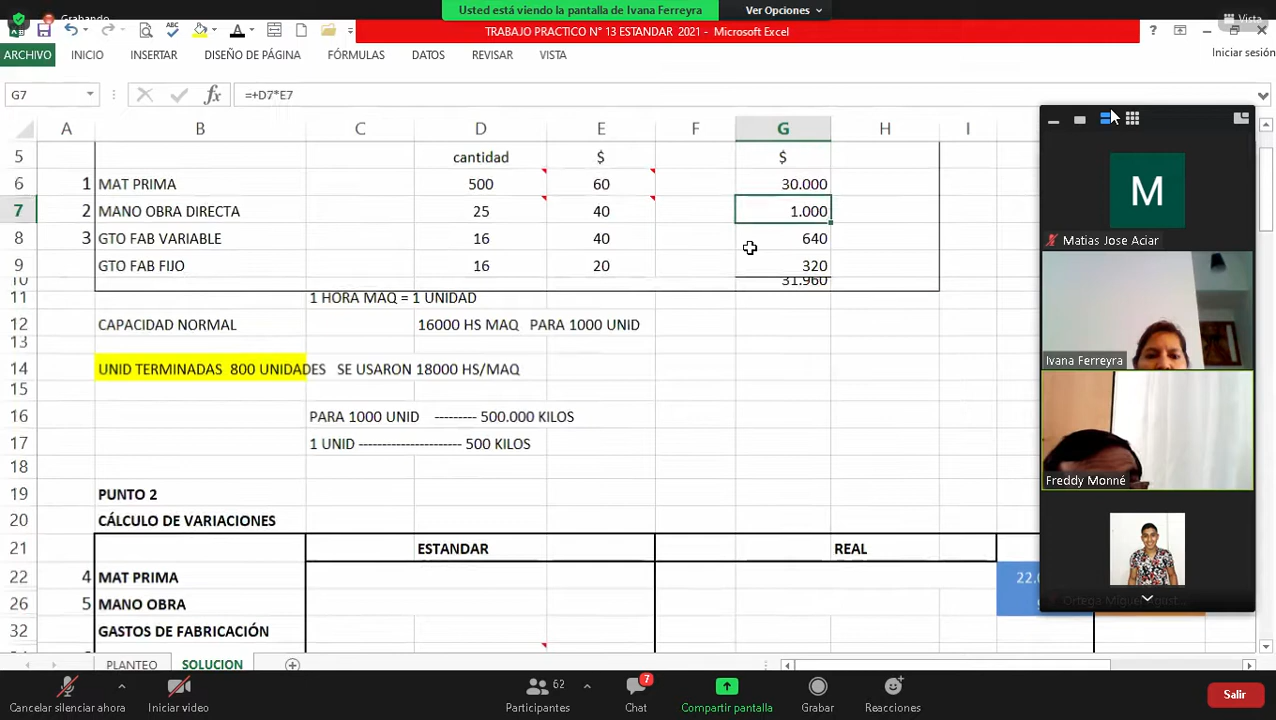 Grabando
Usted está viendo la pantalla de Ivana Ferreyra
Ver Opciones
Vista
TRABAJO PRACTICO N° 13 ESTANDAR 2021 - Microsoft Excel
ARCHIVO INICIO INSERTAR DISEÑO DE PÁGINA FÓRMULAS DATOS REVISAR VISTA
Iniciar sesión
G7 fx =+D7*E7
A B C D E F G H I
5 cantidad $ $
6 1 MAT PRIMA 500 60 30.000
7 2 MANO OBRA DIRECTA 25 40 1.000
8 3 GTO FAB VARIABLE 16 40 640
9 GTO FAB FIJO 16 20 320
10 31.960
11 1 HORA MAQ = 1 UNIDAD
12 CAPACIDAD NORMAL 16000 HS MAQ PARA 1000 UNID
13
14 UNID TERMINADAS 800 UNIDADES SE USARON 18000 HS/MAQ
15
16 PARA 1000 UNID --------- 500.000 KILOS
17 1 UNID ---------------------- 500 KILOS
18
19 PUNTO 2
20 CÁLCULO DE VARIACIONES
21 ESTANDAR REAL
22 4 MAT PRIMA 22.0
26 5 MANO OBRA
32 GASTOS DE FABRICACIÓN
PLANTEO SOLUCION
M
Matias Jose Aciar
Ivana Ferreyra
Freddy Monné
Ortega Miguel Agust...
Cancelar silenciar ahora
Iniciar video
62
Participantes
7
Chat
Compartir pantalla
Grabar
Reacciones
Salir